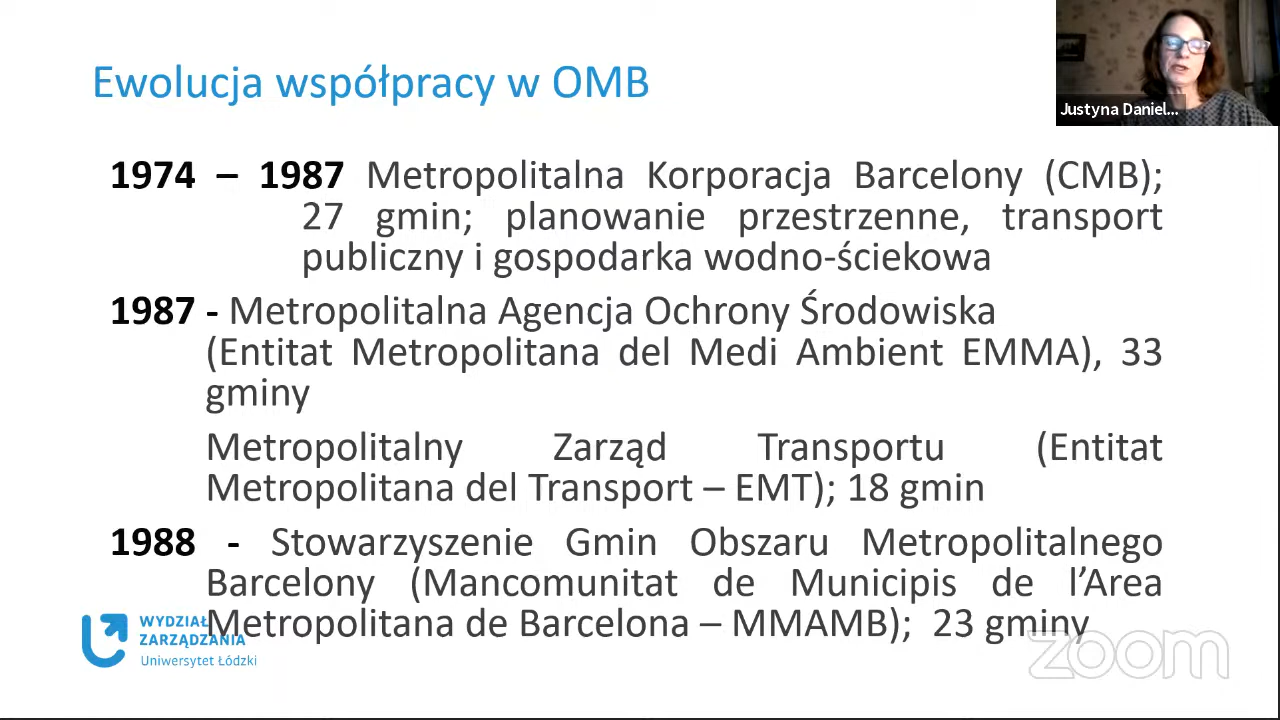 Ewolucja współpracy w OMB
Justyna Daniel...
1974 – 1987 Metropolitalna Korporacja Barcelony (CMB);
27 gmin; planowanie przestrzenne, transport
publiczny i gospodarka wodno-ściekowa
1987 - Metropolitalna Agencja Ochrony Środowiska
(Entitat Metropolitana del Medi Ambient EMMA), 33
gminy
Metropolitalny Zarząd Transportu (Entitat
Metropolitana del Transport – EMT); 18 gmin
1988 - Stowarzyszenie Gmin Obszaru Metropolitalnego
Barcelony (Mancomunitat de Municipis de l’Area
Metropolitana de Barcelona – MMAMB); 23 gminy
WYDZIAŁ
ZARZĄDZANIA
Uniwersytet Łódzki
zoom